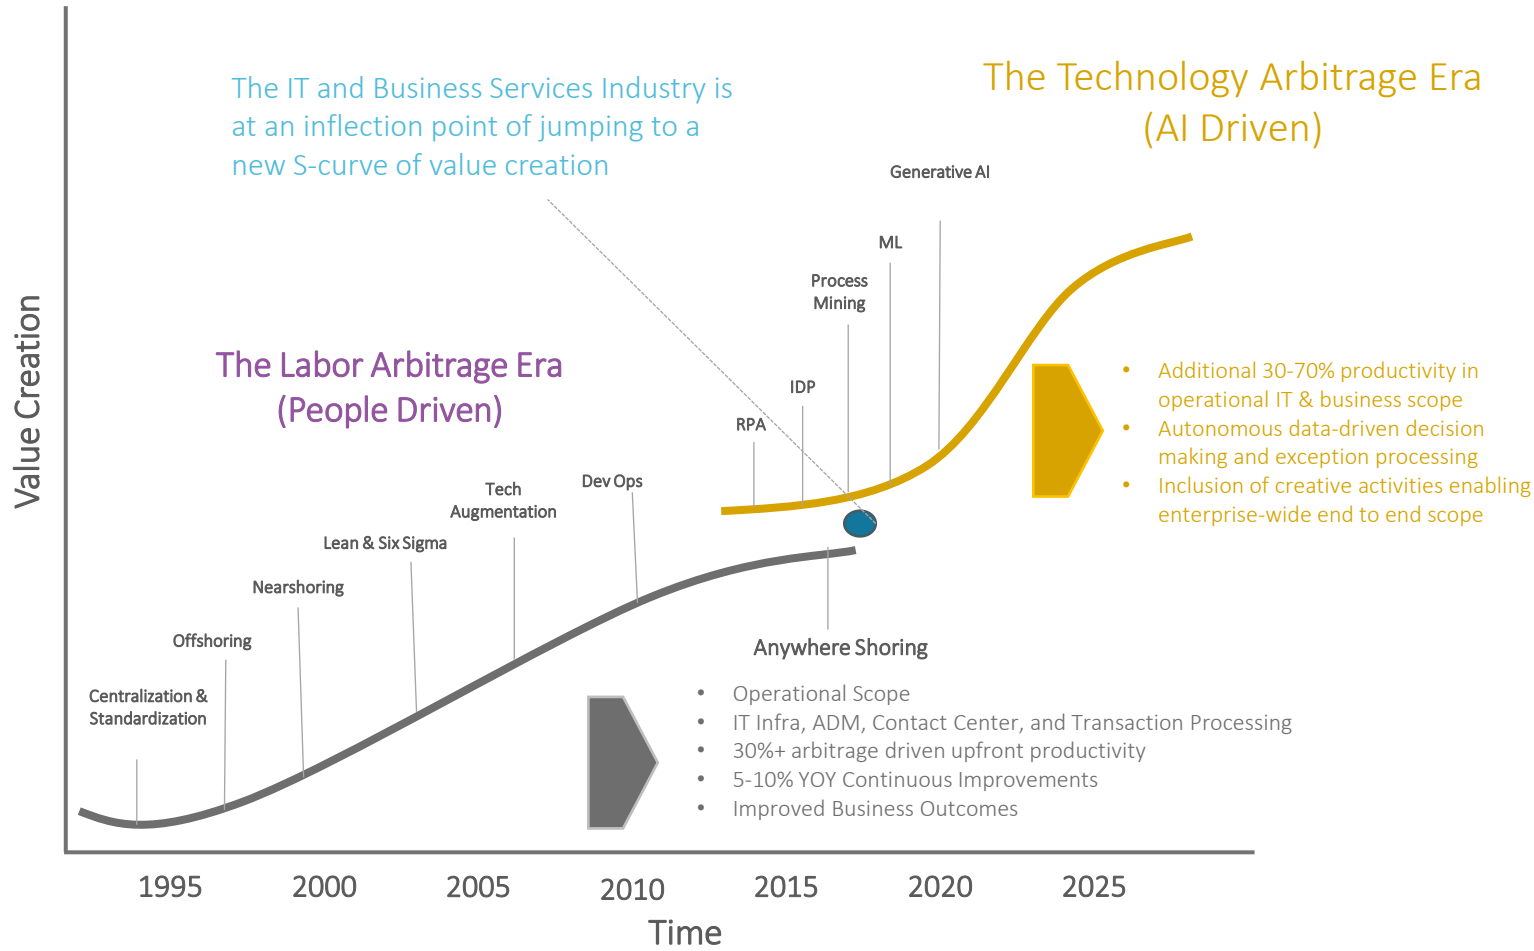 The IT and Business Services Industry is
at an inflection point of jumping to a
new S-curve of value creation
The Technology Arbitrage Era
(AI Driven)
Generative AI
ML
Process
Mining
IDP
RPA
The Labor Arbitrage Era
(People Driven)
Dev Ops
Tech
Augmentation
Lean & Six Sigma
Nearshoring
Offshoring
Centralization &
Standardization
Value Creation
• Additional 30-70% productivity in
operational IT & business scope
• Autonomous data-driven decision
making and exception processing
• Inclusion of creative activities enabling
enterprise-wide end to end scope
Anywhere Shoring
• Operational Scope
• IT Infra, ADM, Contact Center, and Transaction Processing
• 30%+ arbitrage driven upfront productivity
• 5-10% YOY Continuous Improvements
• Improved Business Outcomes
1995 2000 2005 2010 2015 2020 2025
Time